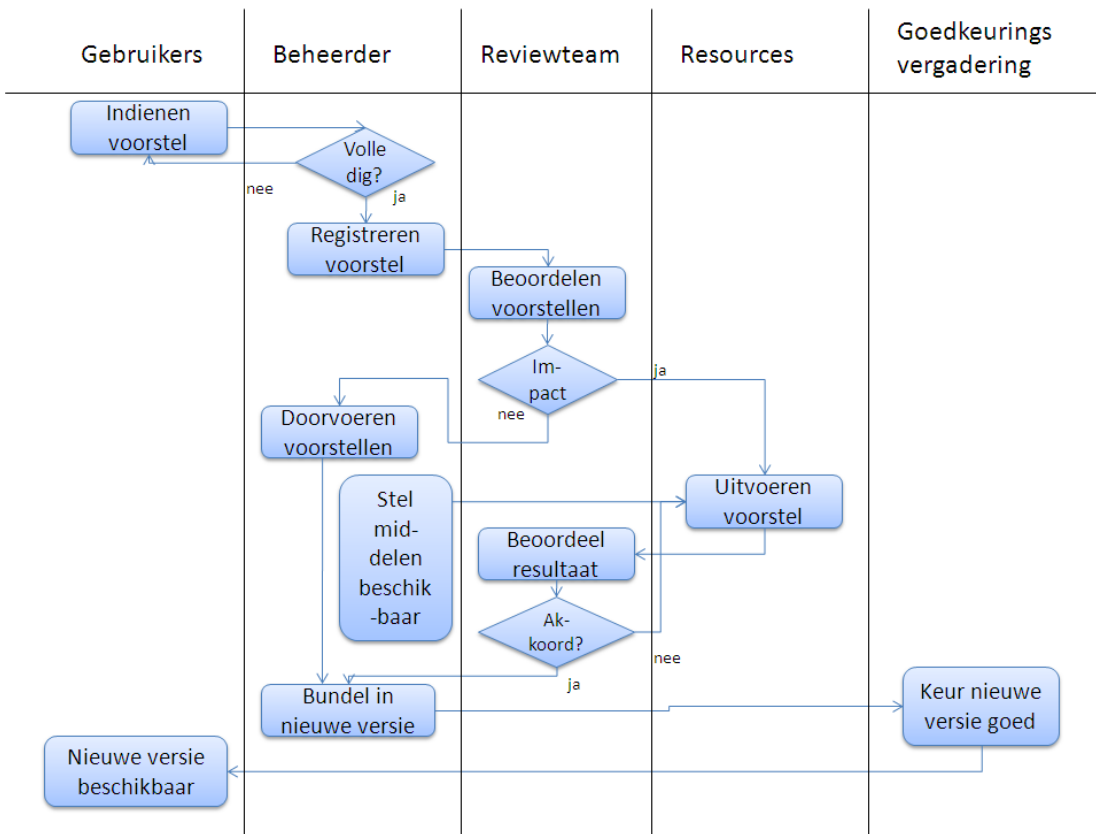 Gebruikers
Beheerder
Reviewteam
Resources
Goedkeurings
vergadering
Indienen
voorstel
Volle
dig?
nee
ja
Registreren
voorstel
Beoordelen
voorstellen
Im-
pact
ja
nee
Doorvoeren
voorstellen
Stel
mid-
delen
beschik
-baar
Uitvoeren
voorstel
Beoordeel
resultaat
Ak-
koord?
nee
ja
Bundel in
nieuwe versie
Keur nieuwe
versie goed
Nieuwe versie
beschikbaar